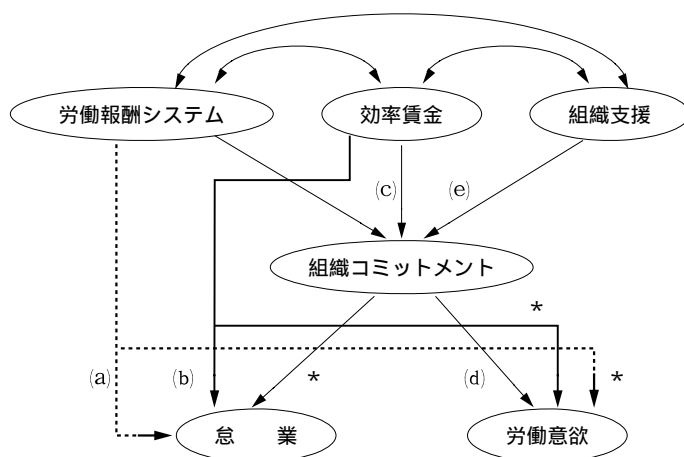 労働報酬システム
効率賃金
組織支援
(c)
(e)
組織コミットメント
*
(a)
(b)
*
(d)
*
怠 業
労働意欲